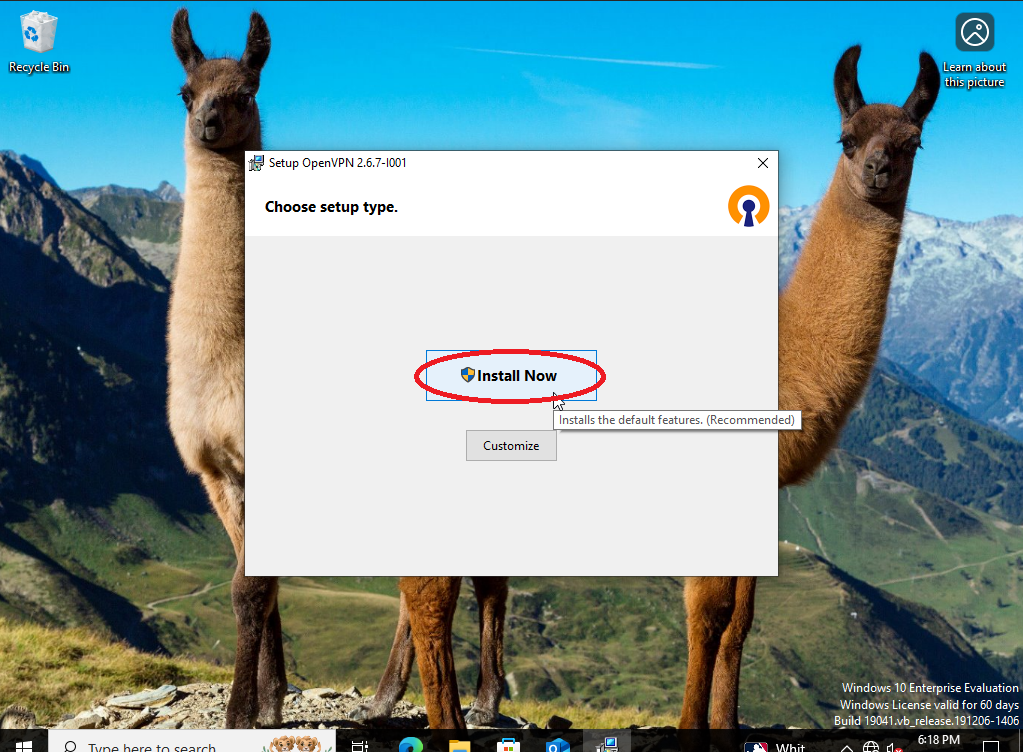 Recycle Bin
Learn about
this picture
Setup OpenVPN 2.6.7-I001
Choose setup type.
Install Now
Installs the default features. (Recommended)
Customize
Windows 10 Enterprise Evaluation
Windows License valid for 60 days
Build 19041.vb_release.191206-1406
Type here to search
Whit
6:18 PM